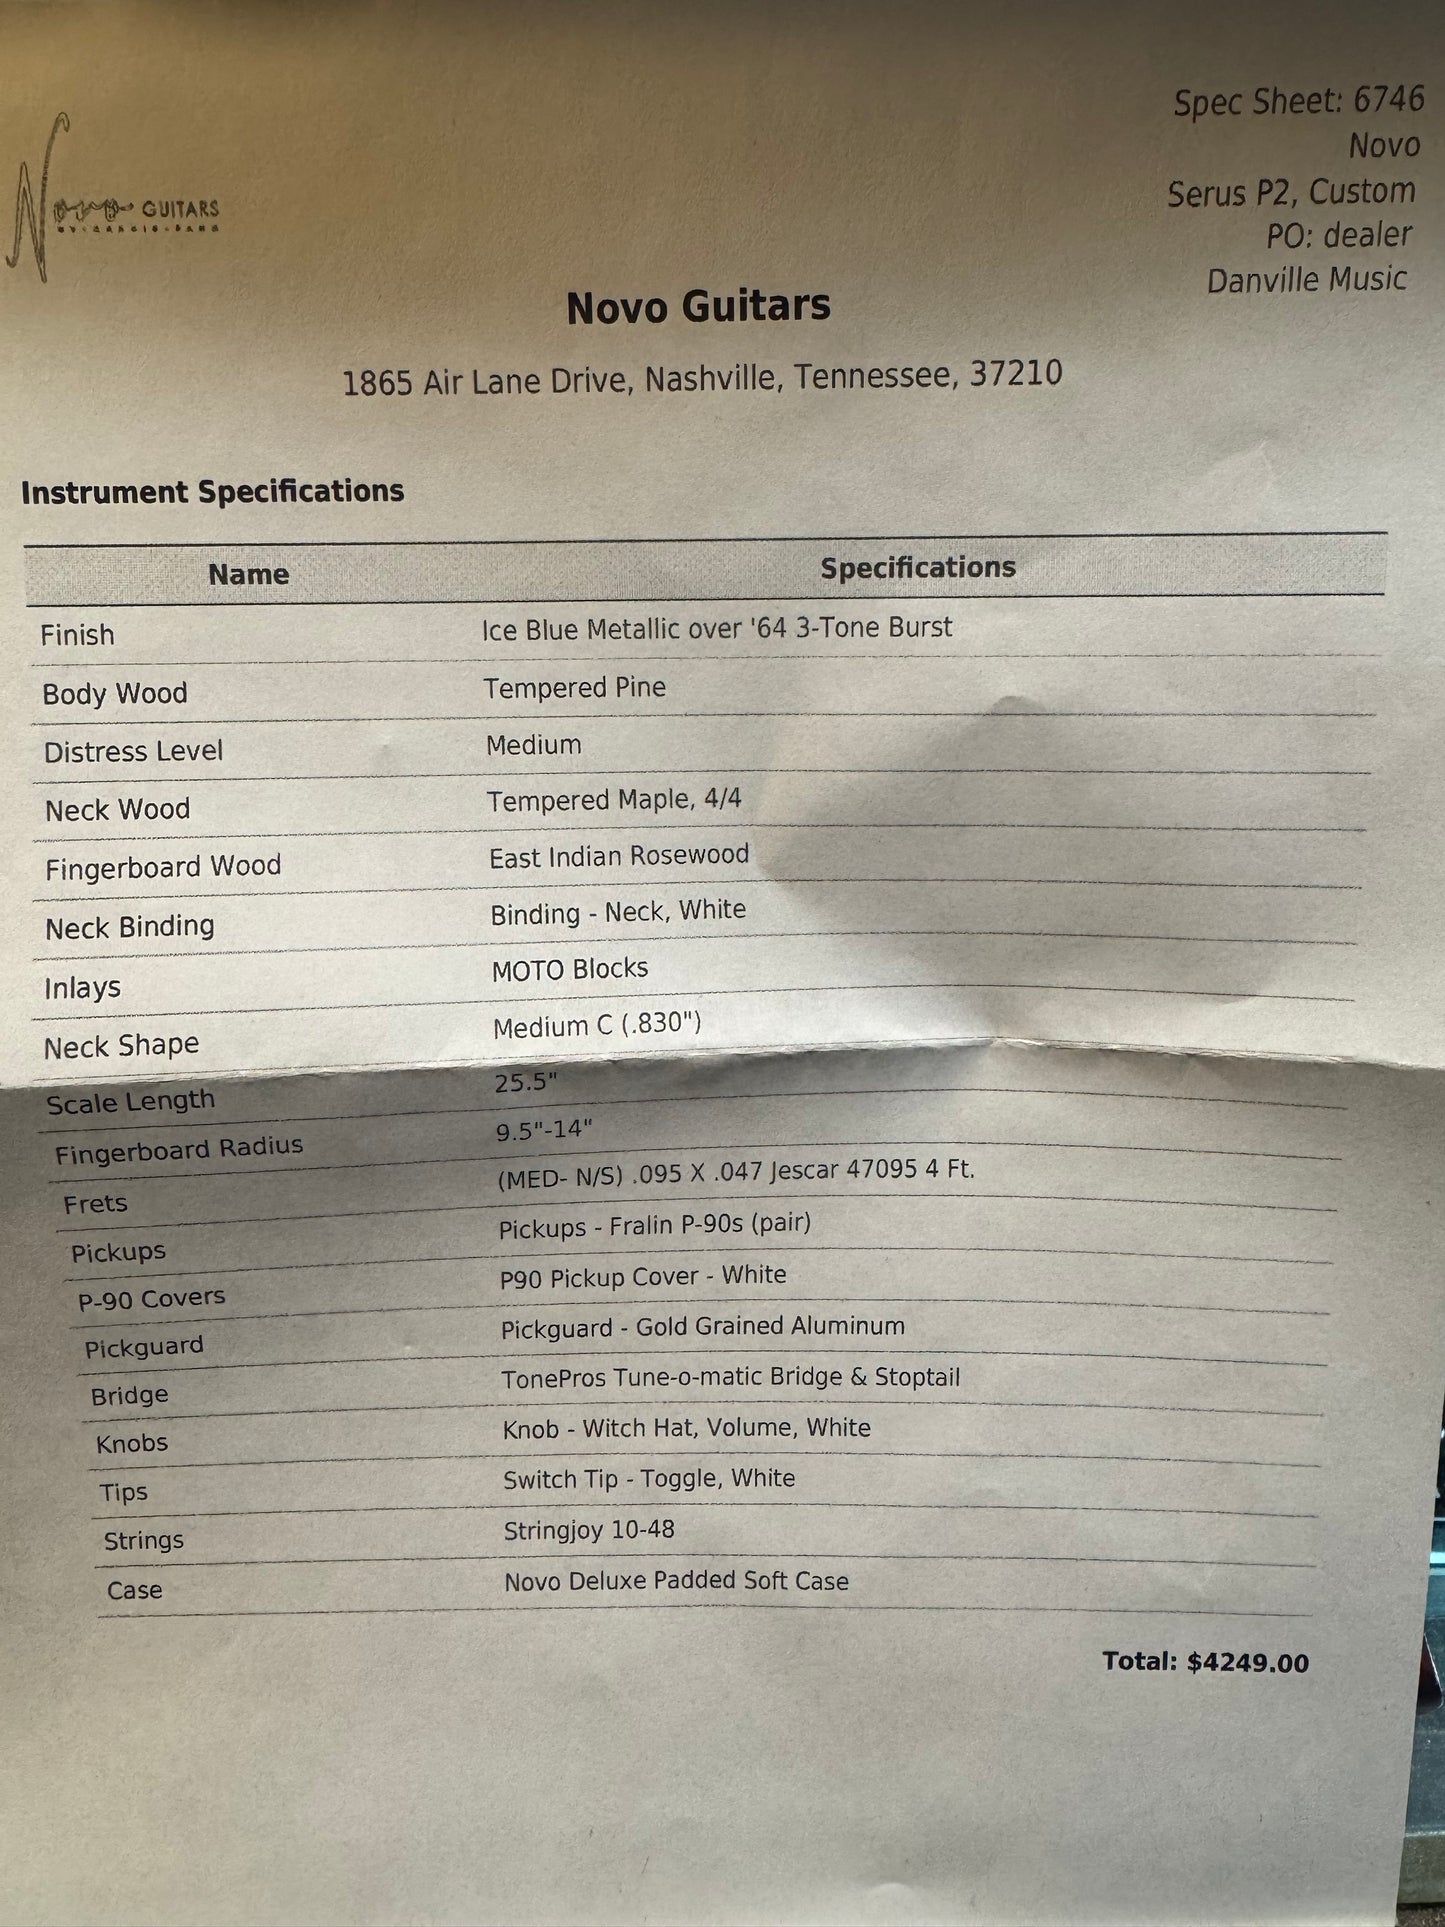 Spec Sheet: 6746
Novo
Serus P2, Custom
PO: dealer
Danville Music
Novo GUITARS
Novo Guitars
1865 Air Lane Drive, Nashville, Tennessee, 37210
Instrument Specifications
Name Specifications
Finish Ice Blue Metallic over '64 3-Tone Burst
Body Wood Tempered Pine
Distress Level Medium
Neck Wood Tempered Maple, 4/4
Fingerboard Wood East Indian Rosewood
Neck Binding Binding - Neck, White
Inlays MOTO Blocks
Neck Shape Medium C (.830")
Scale Length 25.5"
Fingerboard Radius 9.5"-14"
Frets (MED- N/S) .095 X .047 Jescar 47095 4 Ft.
Pickups Pickups - Fralin P-90s (pair)
P-90 Covers P90 Pickup Cover - White
Pickguard Pickguard - Gold Grained Aluminum
Bridge TonePros Tune-o-matic Bridge & Stoptail
Knobs Knob - Witch Hat, Volume, White
Tips Switch Tip - Toggle, White
Strings Stringjoy 10-48
Case Novo Deluxe Padded Soft Case
Total: $4249.00